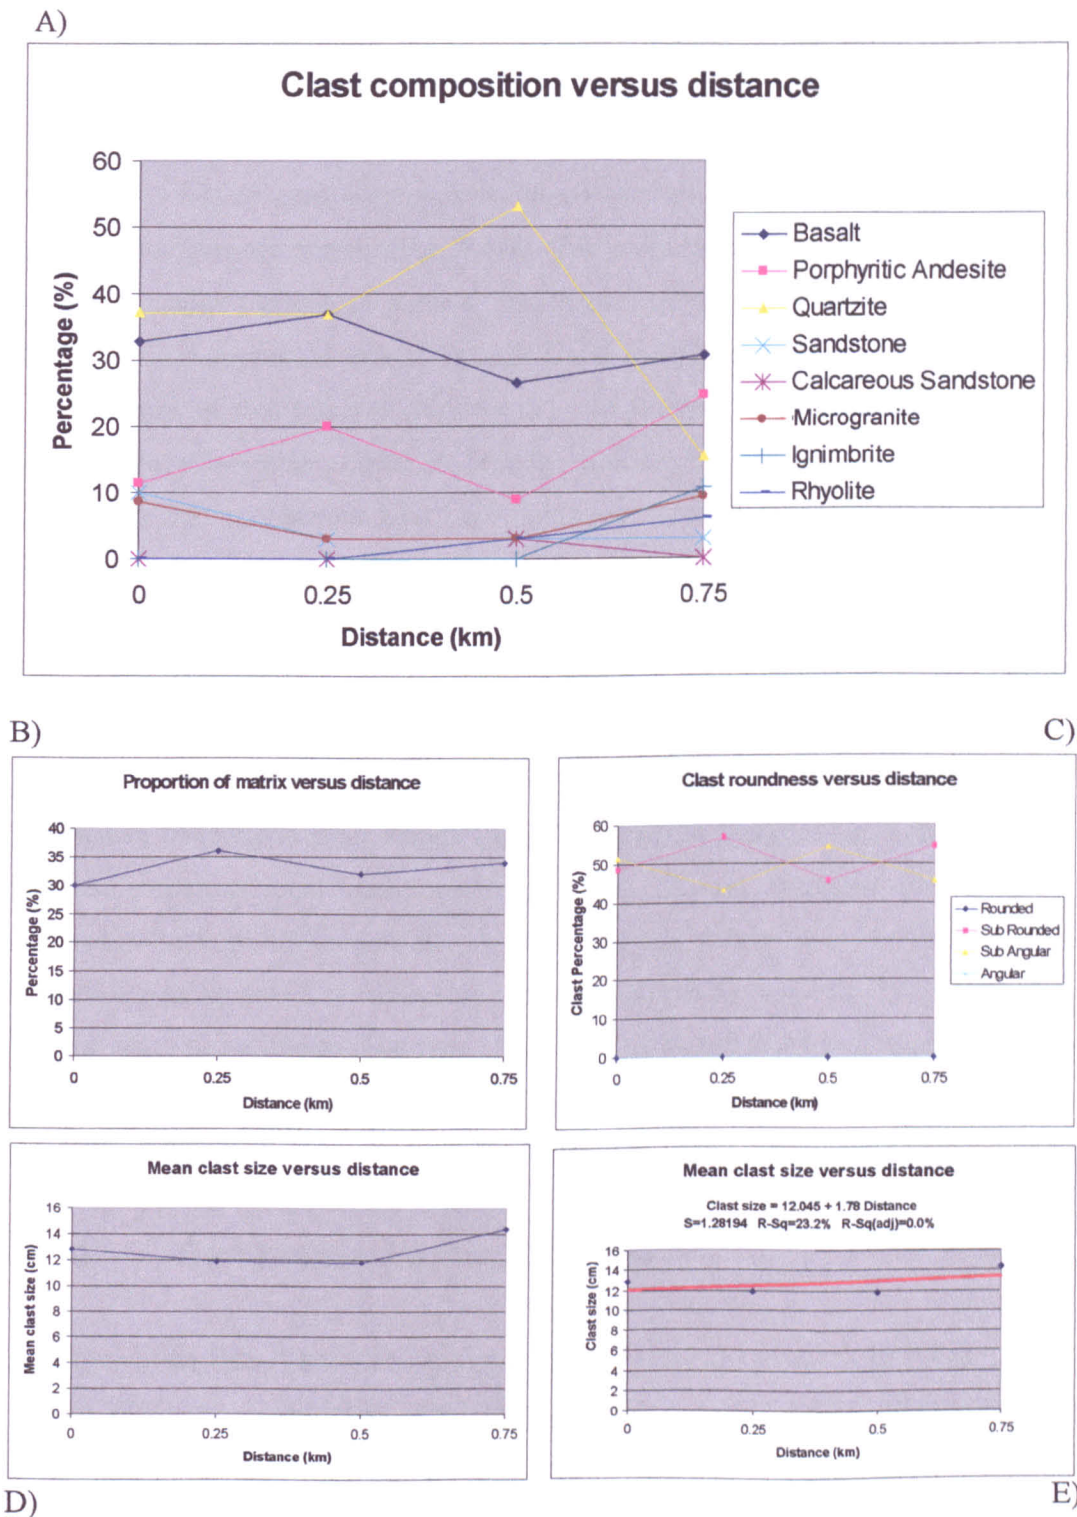 A)
Clast composition versus distance
60
50
40
30
20
10
0
Percentage (%)
0 0.25 0.5 0.75
Distance (km)
Basalt
Porphyritic Andesite
Quartzite
Sandstone
Calcareous Sandstone
Microgranite
Ignimbrite
Rhyolite
B)
Proportion of matrix versus distance
40
35
30
25
20
15
10
5
0
Percentage (%)
0 0.25 0.5 0.75
Distance (km)
C)
Clast roundness versus distance
60
50
40
30
20
10
0
Clast Percentage (%)
0 0.25 0.5 0.75
Distance (km)
Rounded
Sub Rounded
Sub Angular
Angular
Mean clast size versus distance
16
14
12
10
8
6
4
2
0
Mean clast size (cm)
0 0.25 0.5 0.75
Distance (km)
D)
Mean clast size versus distance
Clast size = 12.045 + 1.78 Distance
S=1.28194 R-Sq=23.2% R-Sq(adj)=0.0%
16
14
12
10
8
6
4
2
0
Clast size (cm)
0 0.25 0.5 0.75
Distance (km)
E)